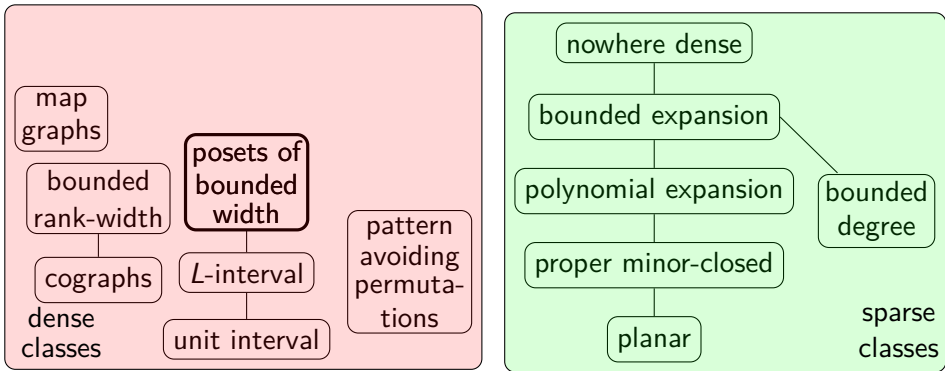 map
graphs
bounded
rank-width
cographs
dense
classes
posets of
bounded
width
L-interval
unit interval
pattern
avoiding
permuta-
tions
nowhere dense
bounded expansion
polynomial expansion
bounded
degree
proper minor-closed
planar
sparse
classes